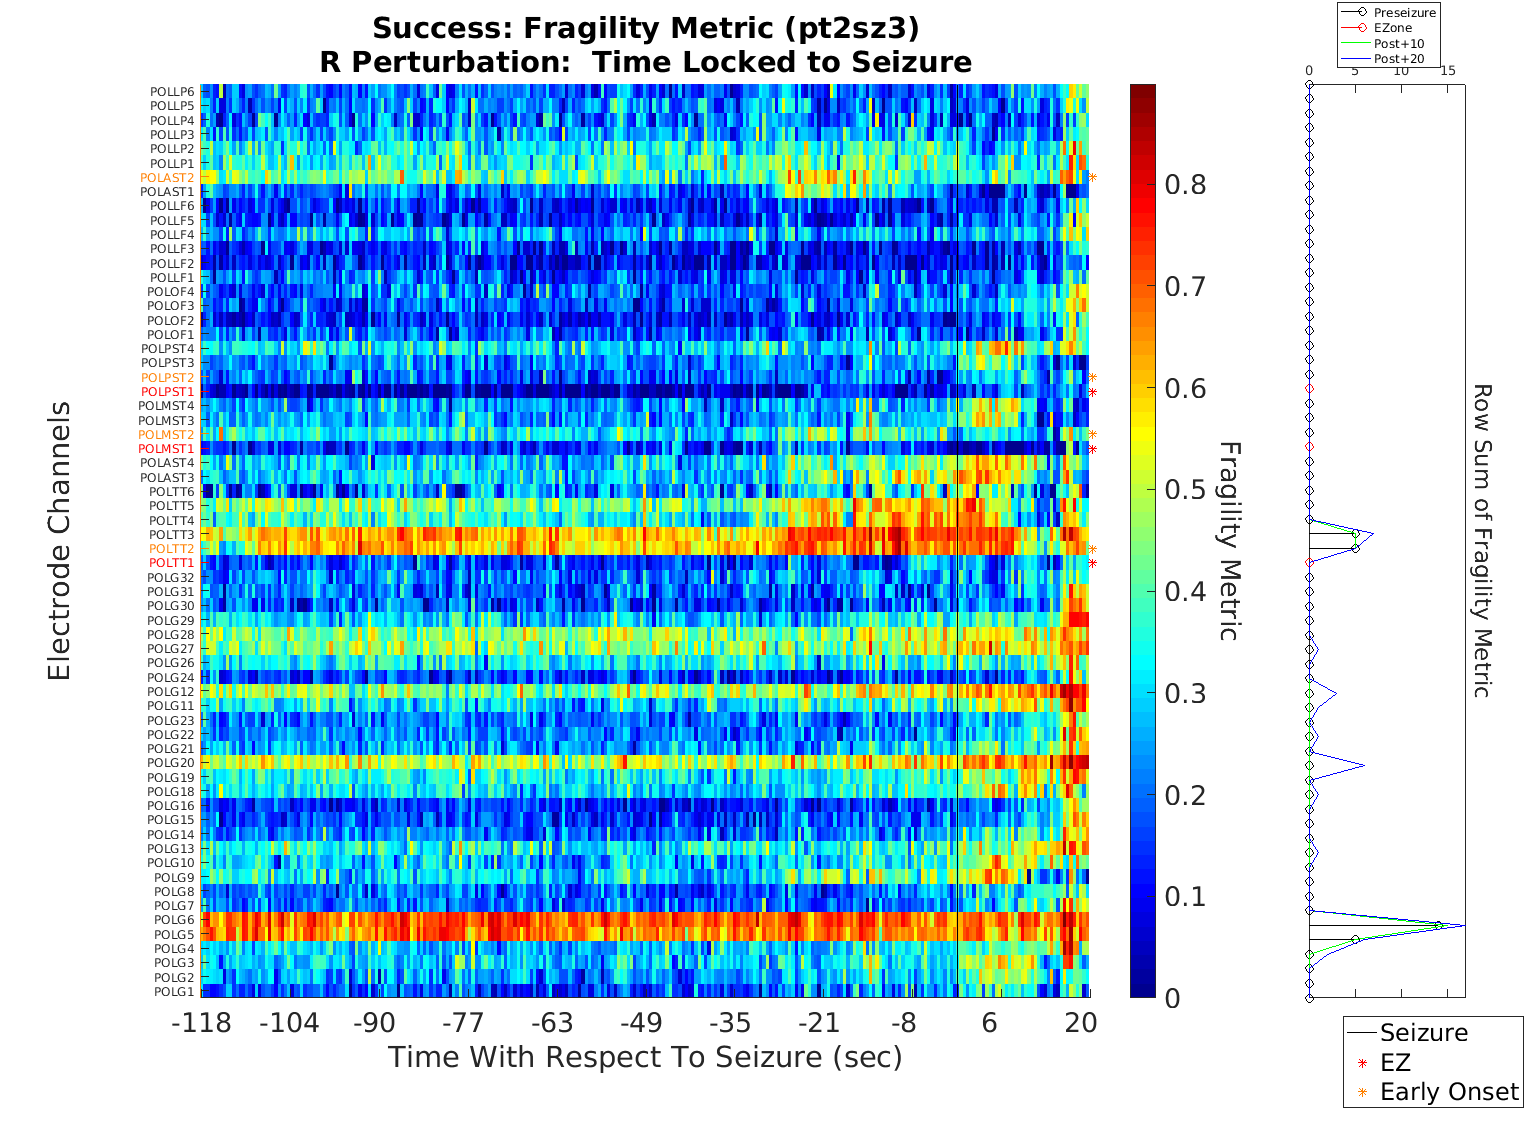 Success: Fragility Metric (pt2sz3)
R Perturbation: Time Locked to Seizure
Electrode Channels
POLLP6
POLLP5
POLLP4
POLLP3
POLLP2
POLLP1
POLAST2
POLAST1
POLLF6
POLLF5
POLLF4
POLLF3
POLLF2
POLLF1
POLOF4
POLOF3
POLOF2
POLOF1
POLPST4
POLPST3
POLPST2
POLPST1
POLMST4
POLMST3
POLMST2
POLMST1
POLAST4
POLAST3
POLTT6
POLTT5
POLTT4
POLTT3
POLTT2
POLTT1
POLG32
POLG31
POLG30
POLG29
POLG28
POLG27
POLG26
POLG24
POLG12
POLG11
POLG23
POLG22
POLG21
POLG20
POLG19
POLG18
POLG16
POLG15
POLG14
POLG13
POLG10
POLG9
POLG8
POLG7
POLG6
POLG5
POLG4
POLG3
POLG2
POLG1
-118 -104 -90 -77 -63 -49 -35 -21 -8 6 20
Time With Respect To Seizure (sec)
0.8
0.7
0.6
0.5
0.4
0.3
0.2
0.1
0
Fragility Metric
Preseizure
EZone
Post+10
Post+20
0 5 10 15
Row Sum of Fragility Metric
Seizure
EZ
Early Onset